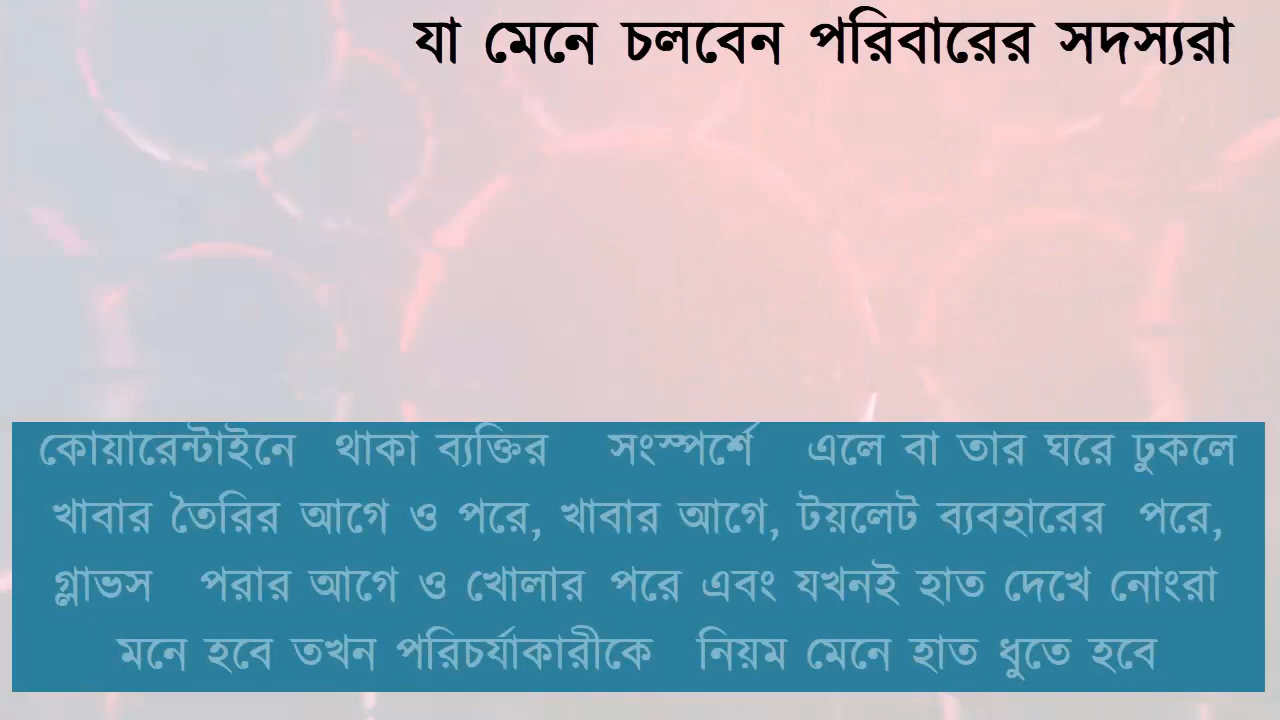 যা মেনে চলবেন পরিবারের সদস্যরা
কোয়ারেন্টাইনে থাকা ব্যক্তির সংস্পর্শে এলে বা তার ঘরে ঢুকলে
খাবার তৈরির আগে ও পরে, খাবার আগে, টয়লেট ব্যবহারের পরে,
গ্লাভস পরার আগে ও খোলার পরে এবং যখনই হাত দেখে নোংরা
মনে হবে তখন পরিচর্যাকারীকে নিয়ম মেনে হাত ধুতে হবে